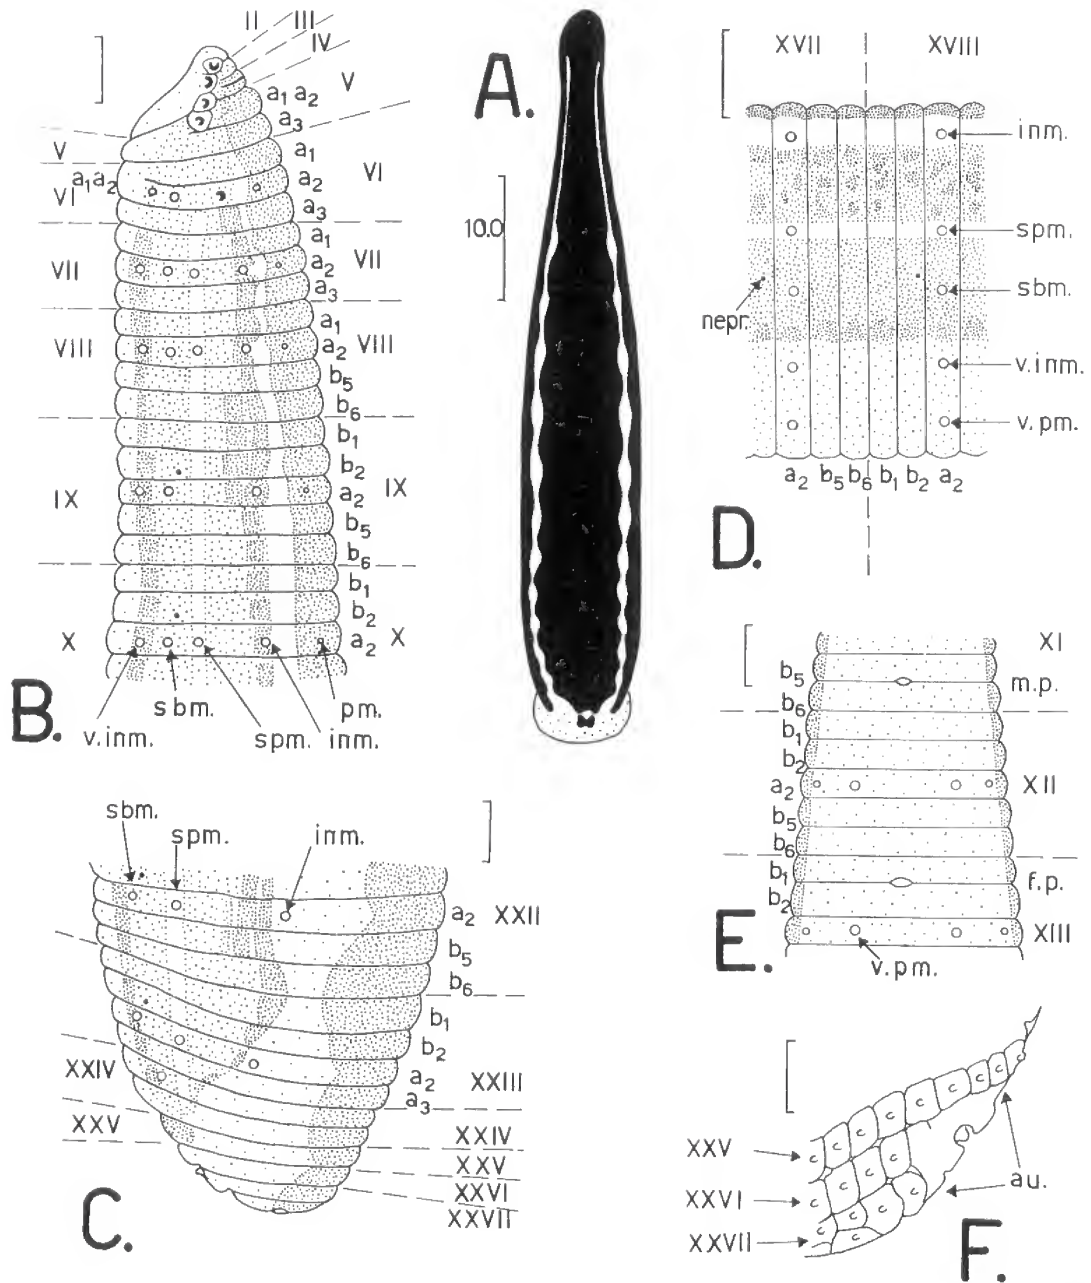 II III
IV
V
a₁ a₂
a₃
V
a₁
VI
a₁a₂
VI
a₂
a₃
a₁
VII
a₂
VII
a₃
a₁
VIII
a₂
VIII
b₅
b₆
b₁
b₂
IX
a₂
IX
b₅
b₆
b₁
b₂
X
a₂
X
sbm.
pm.
v.inm.
spm.
inm.
B.
A.
10.0
XVII XVIII
inm.
spm.
sbm.
nepr.
v.inm.
v.pm.
a₂ b₅ b₆ b₁ b₂ a₂
D.
sbm.
spm.
inm.
a₂
XXII
b₅
b₆
b₁
b₂
XXIV
a₂
XXIII
a₃
XXV
XXIV
XXV
XXVI
XXVII
C.
XI
b₅
m.p.
b₆
b₁
b₂
a₂
XII
b₅
b₆
b₁
f.p.
b₂
XIII
v.pm.
E.
XXV
XXVI
au.
XXVII
F.